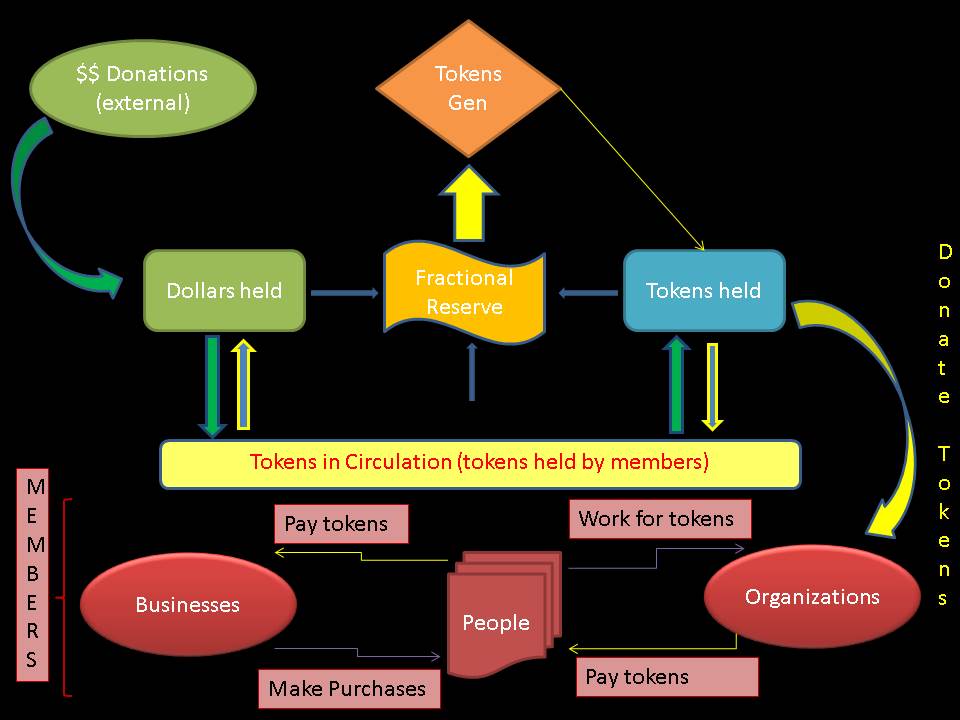 $$ Donations
(external)
Tokens
Gen
Dollars held
Fractional
Reserve
Tokens held
Donate Tokens
Tokens in Circulation (tokens held by members)
MEMBERS
Pay tokens
Work for tokens
Businesses
People
Organizations
Make Purchases
Pay tokens